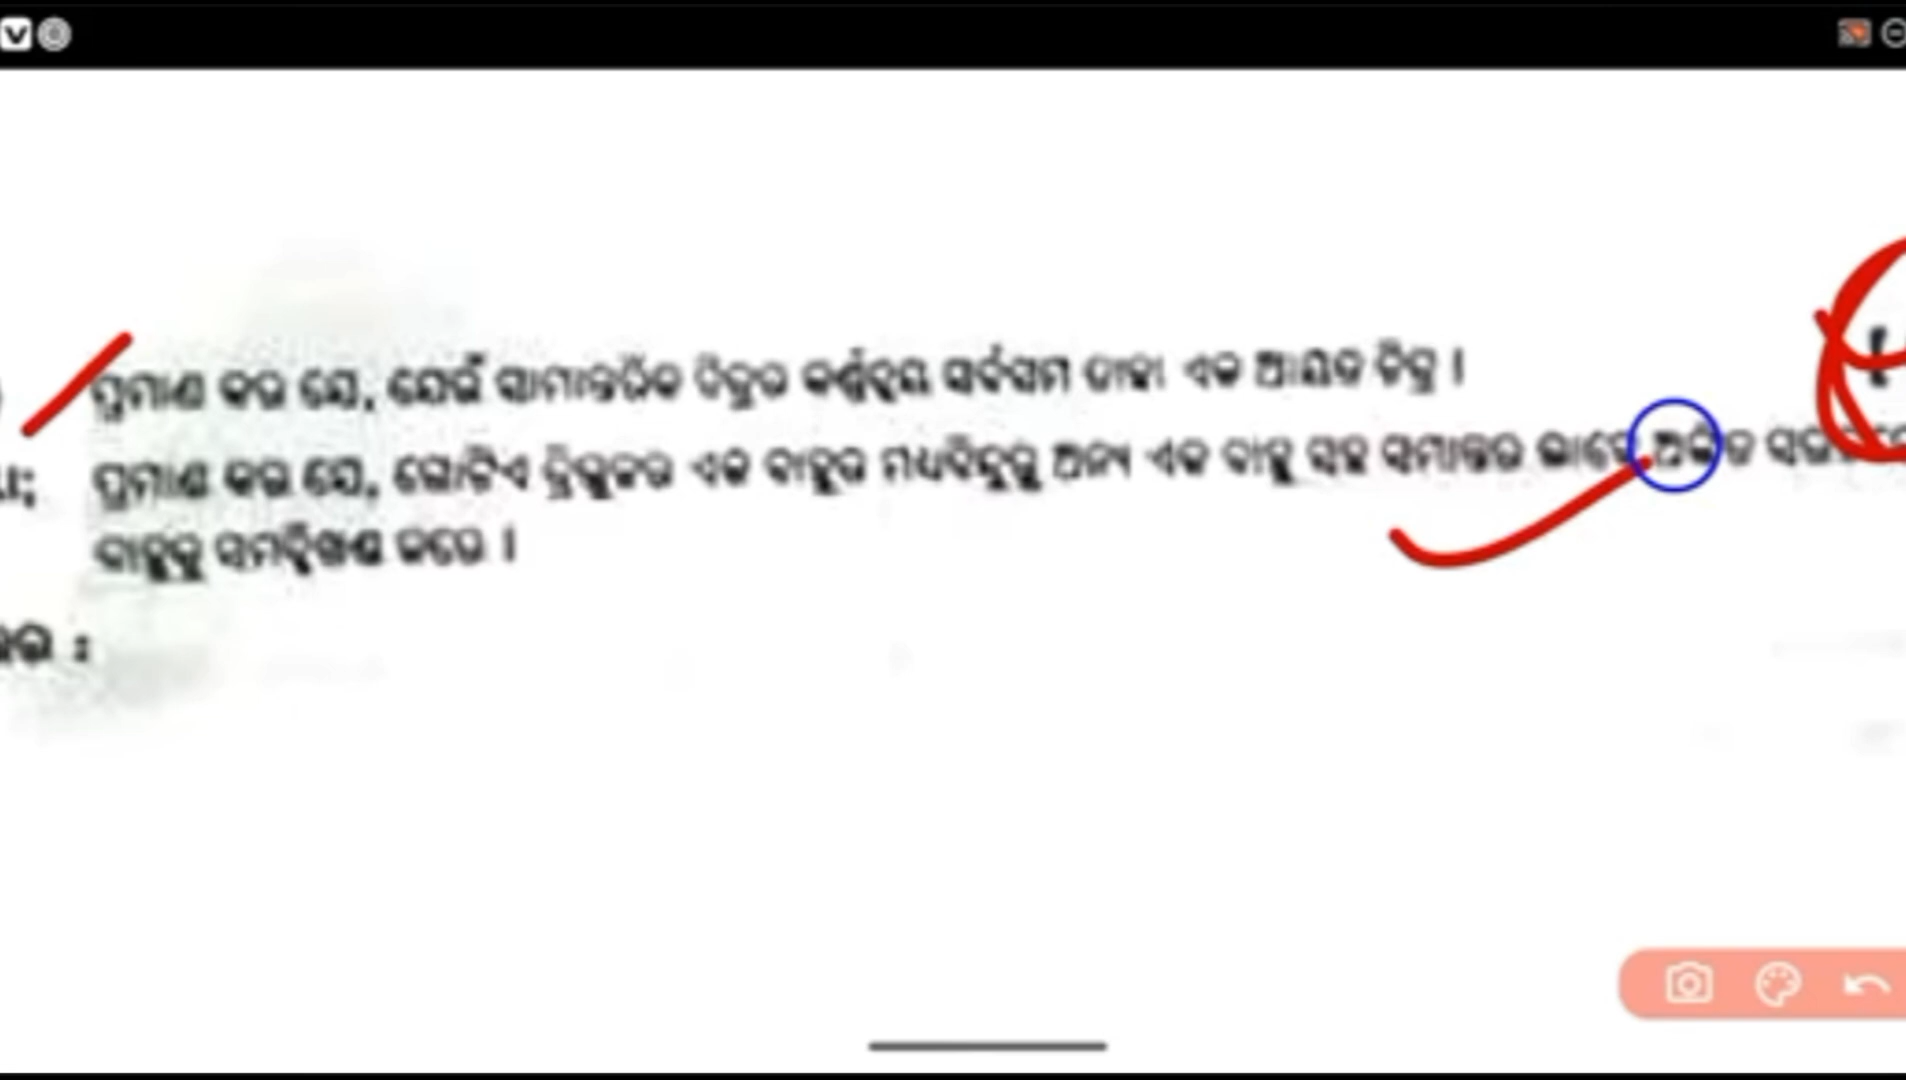 ପ୍ରମାଣ କର ଯେ, ଯେଉଁ ସାମାନ୍ତରିକ ଚିତ୍ରର କର୍ଣ୍ଣଦ୍ୱୟ ସର୍ବସମ ତାହା ଏକ ଆୟତ ଚିତ୍ର ।
ପ୍ରମାଣ କର ଯେ, ଗୋଟିଏ ତ୍ରିଭୁଜର ଏକ ବାହୁର ମଧ୍ୟବିନ୍ଦୁରୁ ଅନ୍ୟ ଏକ ବାହୁ ସହ ସମାନ୍ତର ଭାବେ ଅଙ୍କିତ
ବାହୁକୁ ସମଦ୍ୱିଖଣ୍ଡ କରେ ।